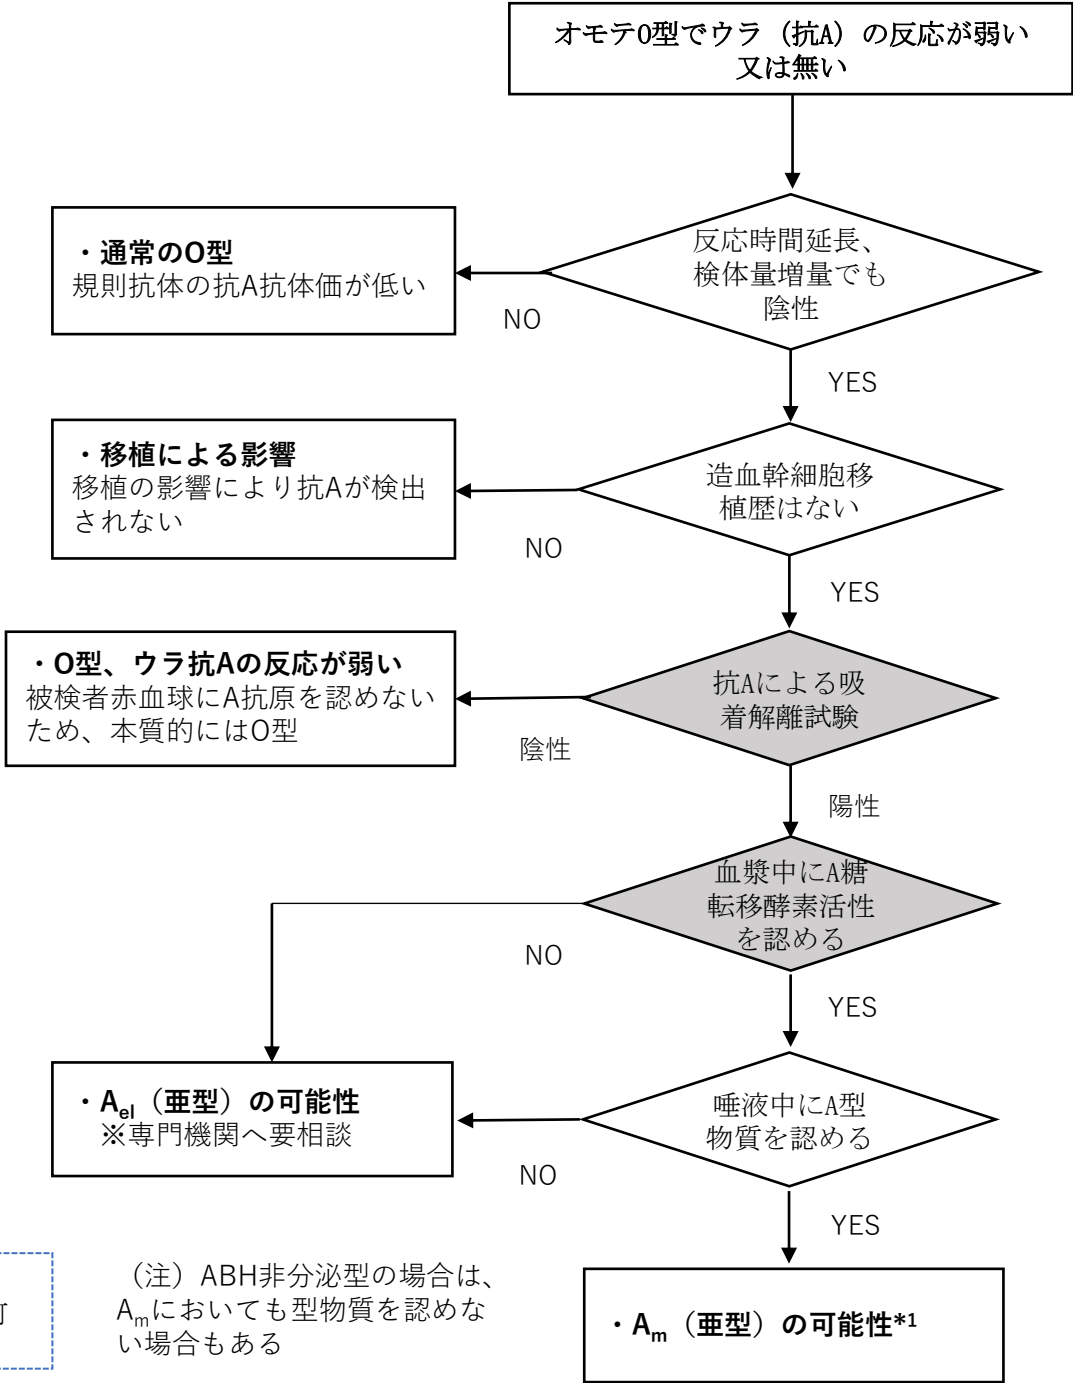 オモテO型でウラ（抗A）の反応が弱い
又は無い
反応時間延長、
検体量増量でも
陰性
・通常のO型
規則抗体の抗A抗体価が低い
NO
YES
造血幹細胞移
植歴はない
・移植による影響
移植の影響により抗Aが検出
されない
NO
YES
抗Aによる吸
着解離試験
・O型、ウラ抗Aの反応が弱い
被検者赤血球にA抗原を認めない
ため、本質的にはO型
陰性
陽性
血漿中にA糖
転移酵素活性
を認める
NO
YES
唾液中にA型
物質を認める
・Ael（亜型）の可能性
※専門機関へ要相談
NO
YES
（注）ABH非分泌型の場合は、
Amにおいても型物質を認めな
い場合もある
・Am（亜型）の可能性*1